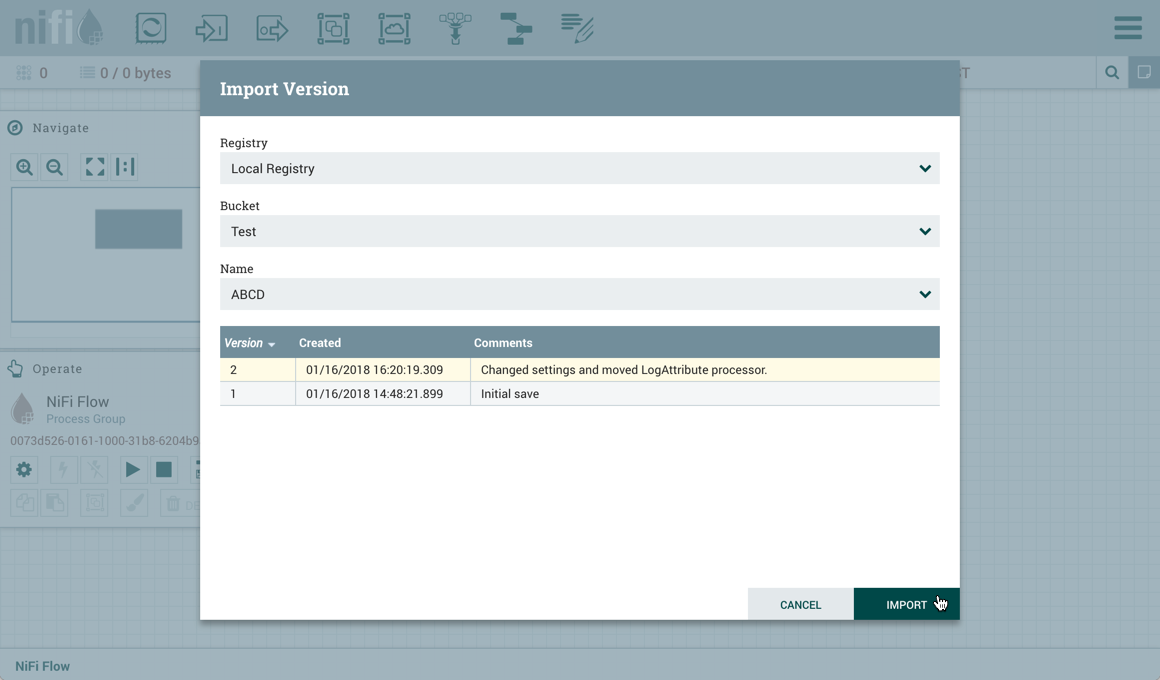 nifi
0 0 / 0 bytes ST
Navigate
Operate
NiFi Flow
Process Group
0073d526-0161-1000-31b8-6204b9
DE
Import Version
Registry
Local Registry
Bucket
Test
Name
ABCD
Version Created Comments
2 01/16/2018 16:20:19.309 Changed settings and moved LogAttribute processor.
1 01/16/2018 14:48:21.899 Initial save
CANCEL IMPORT
NiFi Flow